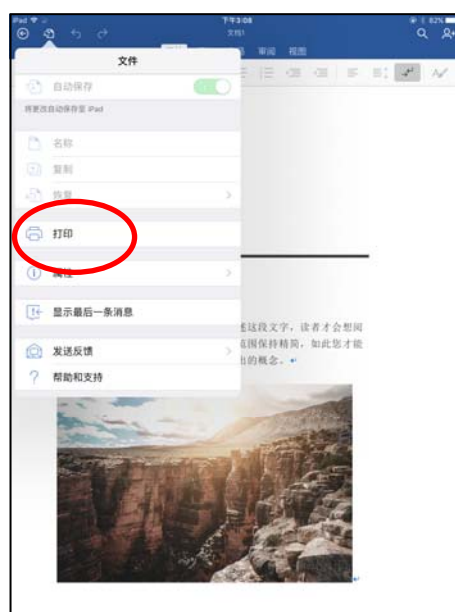 iPad 下午3:08 82%
文档1
审阅 视图
文件
自动保存
将更改自动保存至 iPad
名称
复制
恢复
打印
属性
显示最后一条消息
述这段文字，读者才会想阅
范围保持精简，如此您才能
发送反馈
出的概念。
帮助和支持